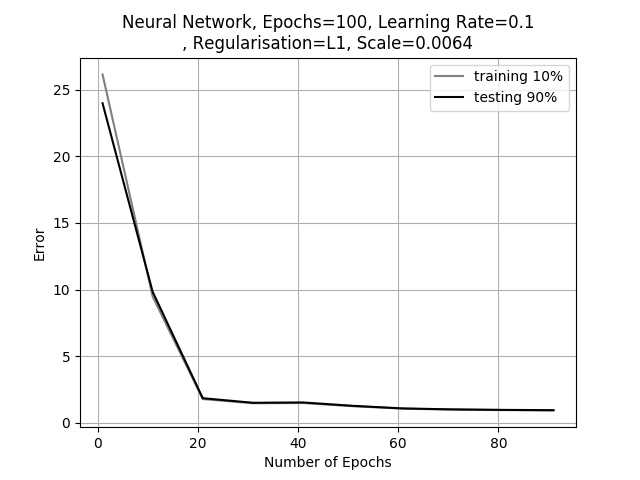 Neural Network, Epochs=100, Learning Rate=0.1
, Regularisation=L1, Scale=0.0064
training 10%
testing 90%
25
20
15
10
5
0
Error
0 20 40 60 80
Number of Epochs